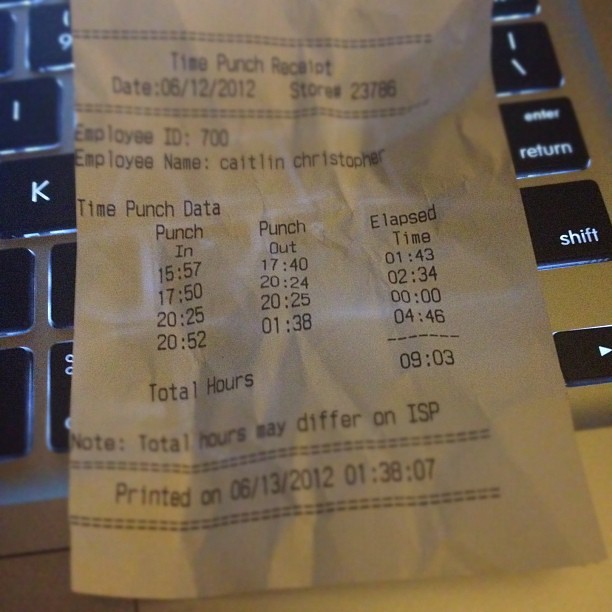 Time Punch Receipt
Date:06/12/2012 Store# 23786
Employee ID: 700
Employee Name: caitlin christopher
Time Punch Data
Punch In Punch Out Elapsed Time
15:57 17:40 01:43
17:50 20:24 02:34
20:25 20:25 00:00
20:52 01:38 04:46
-------
Total Hours 09:03
Note: Total hours may differ on ISP
Printed on 06/13/2012 01:38:07
K
|
\
enter
return
shift